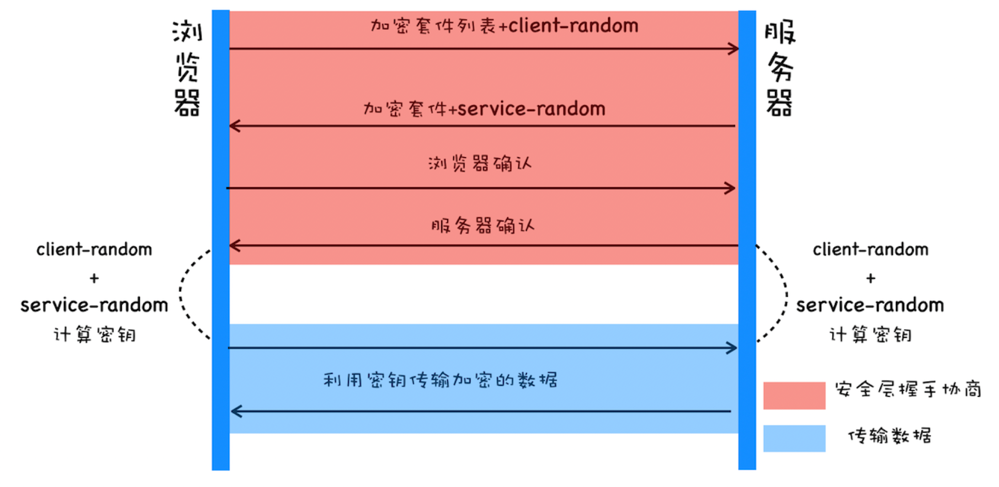 浏览器
服务器
加密套件列表+client-random
加密套件+service-random
浏览器确认
服务器确认
client-random
+
service-random
计算密钥
client-random
+
service-random
计算密钥
利用密钥传输加密的数据
安全层握手协商
传输数据